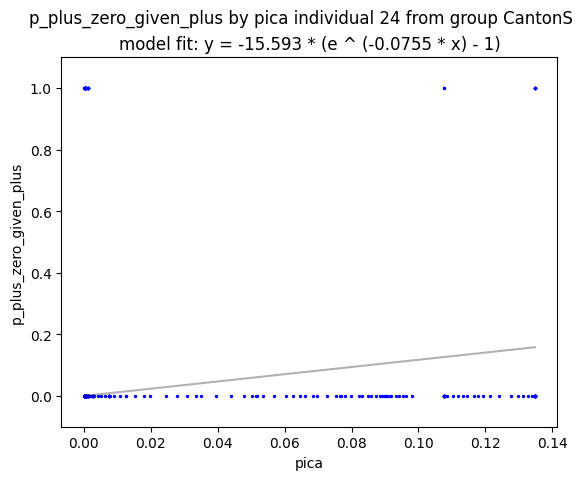 p_plus_zero_given_plus by pica individual 24 from group CantonS
model fit: y = -15.593 * (e ^ (-0.0755 * x) - 1)
1.0
0.8
0.6
0.4
0.2
0.0
p_plus_zero_given_plus
0.00 0.02 0.04 0.06 0.08 0.10 0.12 0.14
pica